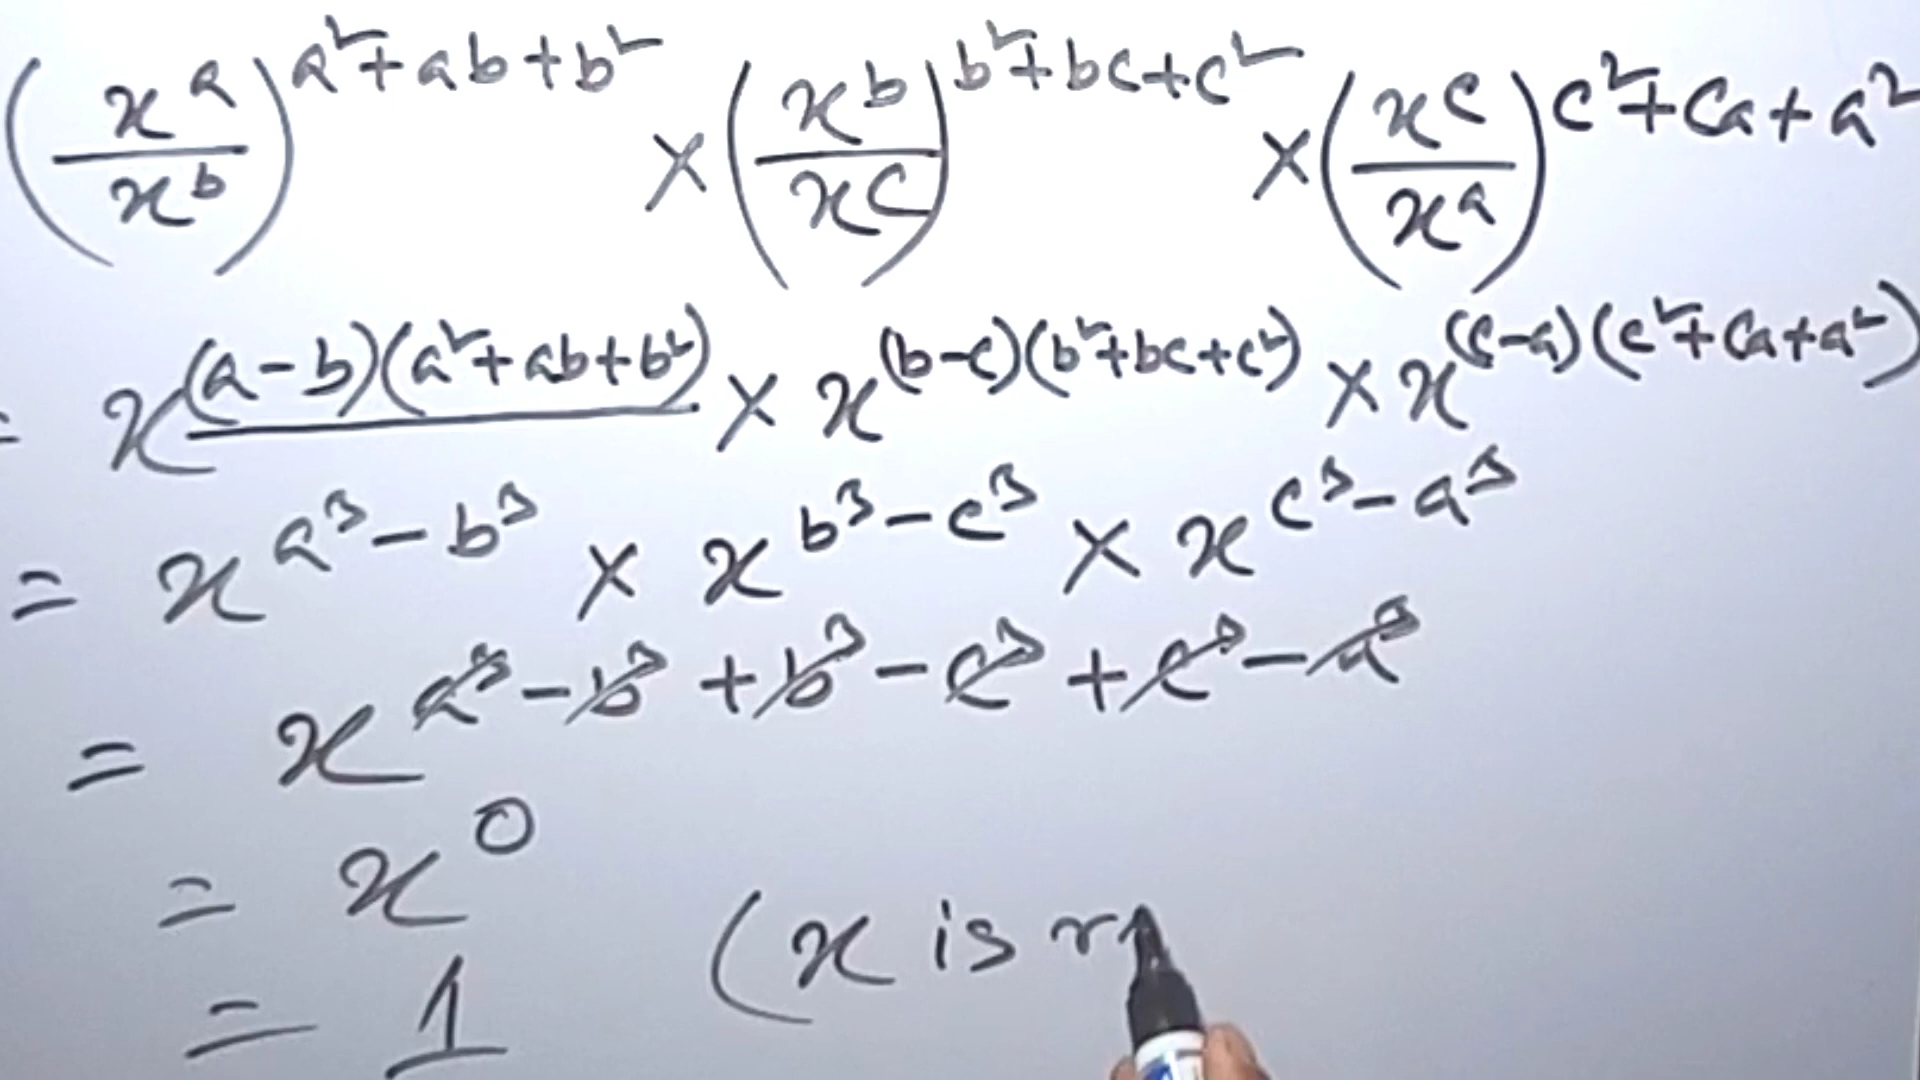 (x^a/x^b)^(a²+ab+b²) × (x^b/x^c)^(b²+bc+c²) × (x^c/x^a)^(c²+ca+a²)
= x^((a-b)(a²+ab+b²)) × x^((b-c)(b²+bc+c²)) × x^((c-a)(c²+ca+a²))
= x^(a³-b³) × x^(b³-c³) × x^(c³-a³)
= x^(a³-b³+b³-c³+c³-a³)
= x^0
= 1 (x is